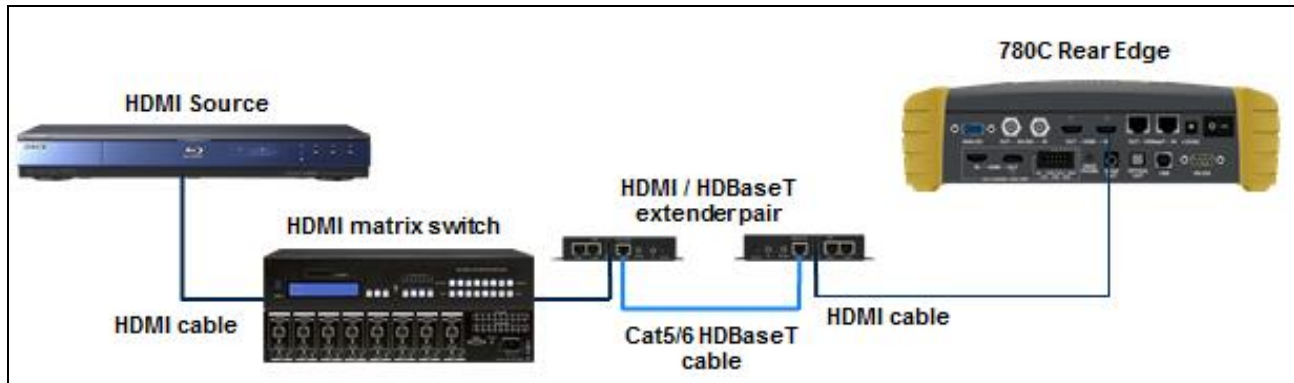 780C Rear Edge
HDMI Source
HDMI / HDBaseT
extender pair
HDMI matrix switch
HDMI cable
Cat5/6 HDBaseT
cable
HDMI cable